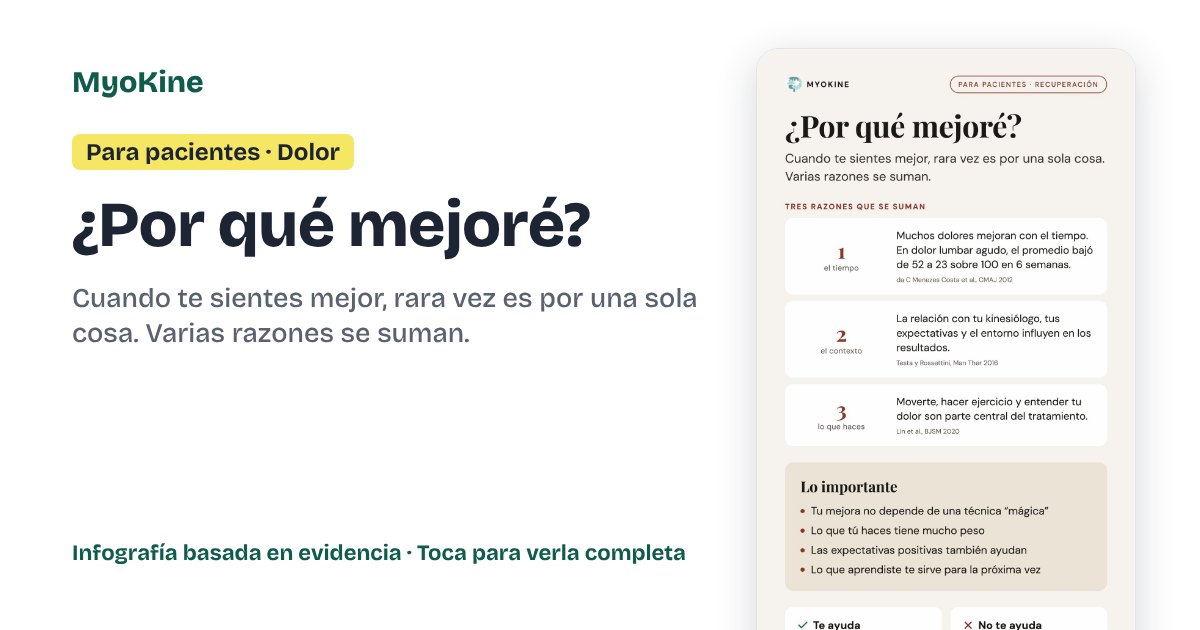 MyoKine
Para pacientes · Dolor
¿Por qué mejoré?
Cuando te sientes mejor, rara vez es por una sola
cosa. Varias razones se suman.
Infografía basada en evidencia · Toca para verla completa
MYOKINE
PARA PACIENTES · RECUPERACIÓN
¿Por qué mejoré?
Cuando te sientes mejor, rara vez es por una sola cosa.
Varias razones se suman.
TRES RAZONES QUE SE SUMAN
1
el tiempo
Muchos dolores mejoran con el tiempo.
En dolor lumbar agudo, el promedio bajó
de 52 a 23 sobre 100 en 6 semanas.
da C Menezes Costa et al., CMAJ 2012
2
el contexto
La relación con tu kinesiólogo, tus
expectativas y el entorno influyen en los
resultados.
Testa y Rossettini, Man Ther 2016
3
lo que haces
Moverte, hacer ejercicio y entender tu
dolor son parte central del tratamiento.
Lin et al., BJSM 2020
Lo importante
• Tu mejora no depende de una técnica “mágica”
• Lo que tú haces tiene mucho peso
• Las expectativas positivas también ayudan
• Lo que aprendiste te sirve para la próxima vez
✓ Te ayuda
✕ No te ayuda